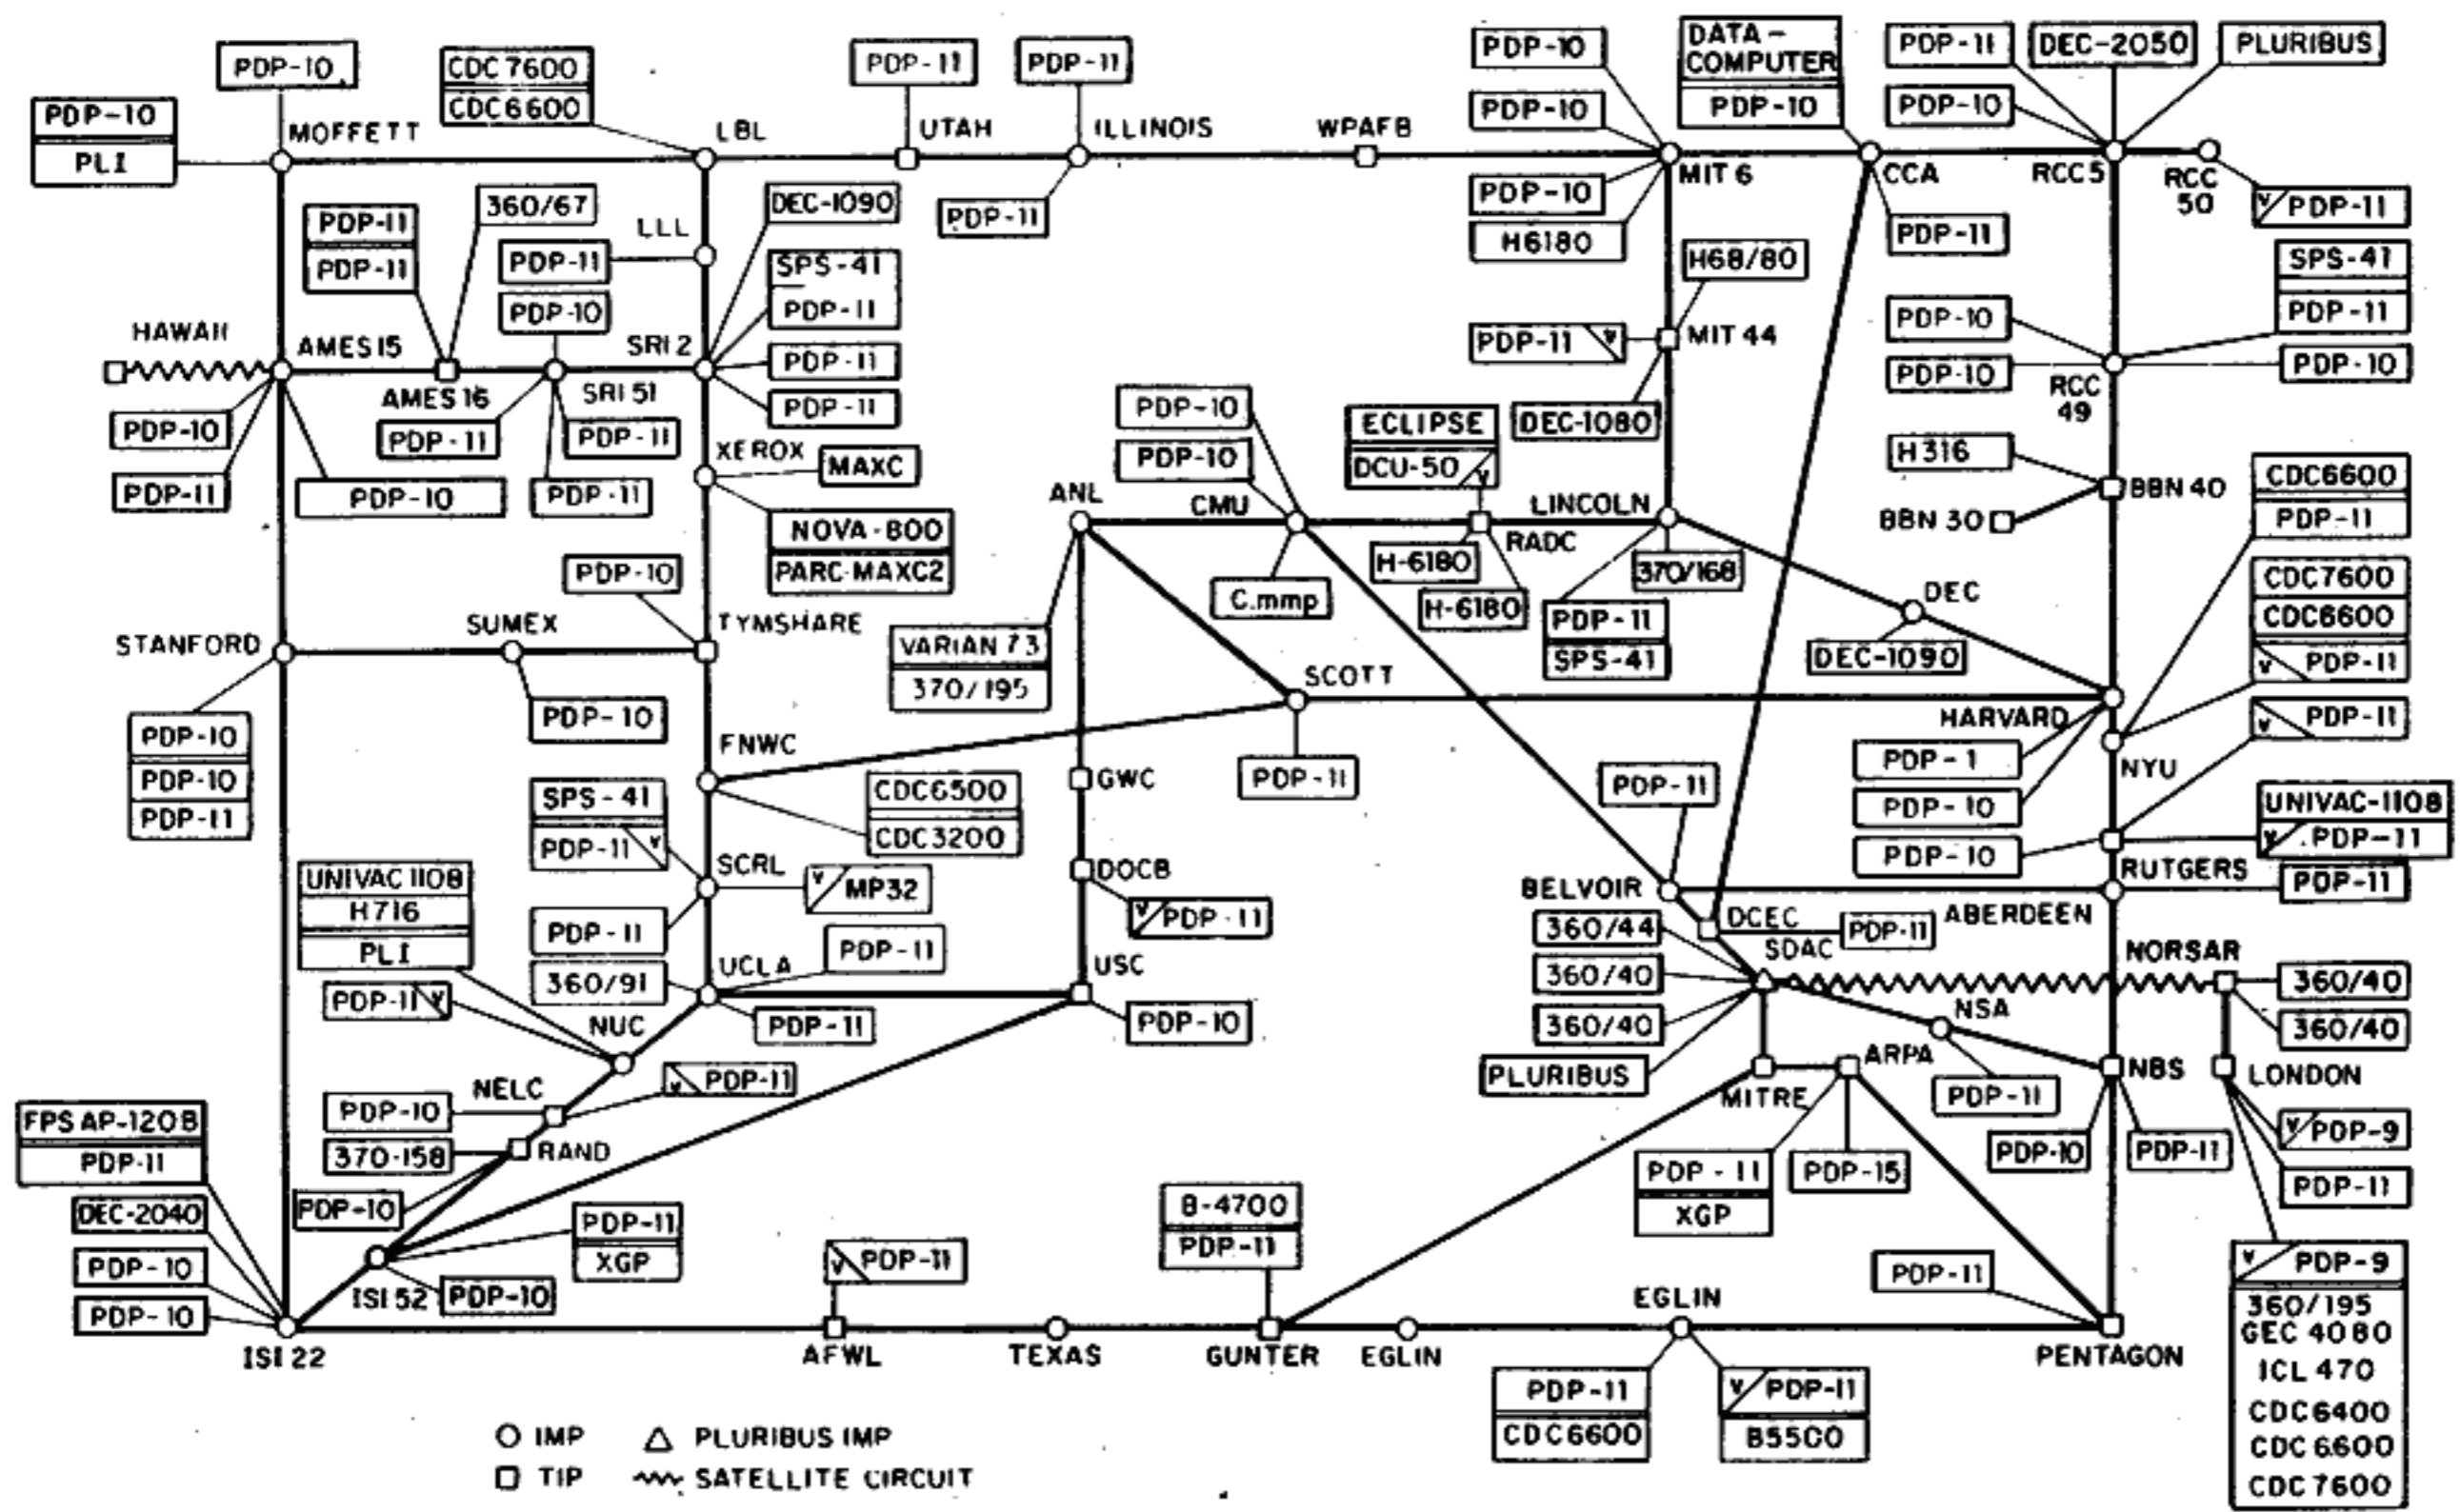 PDP-10
CDC 7600
CDC6600
PDP-11
PDP-11
PDP-10
PDP-10
DATA-
COMPUTER
PDP-10
PDP-11
PDP-10
DEC-2050
PLURIBUS
PDP-10
PLI
MOFFETT
LBL
UTAH
ILLINOIS
WPAFB
MIT 6
CCA
RCC5
RCC
50
PDP-11
PDP-10
H6180
PDP-11
V PDP-11
PDP-11
PDP-11
360/67
LLL
PDP-11
PDP-10
DEC-1090
SPS-41
PDP-11
PDP-11
PDP-11
H68/80
PDP-11 V
MIT 44
DEC-1080
PDP-10
PDP-10
SPS-41
PDP-11
PDP-10
RCC
49
HAWAII
AMES15
AMES16
SRI51
SRI2
PDP-10
PDP-11
PDP-10
PDP-11
PDP-11
PDP-11
XEROX
MAXC
NOVA-800
PARC-MAXC2
ANL
PDP-10
PDP-10
CMU
C.mmp
ECLIPSE
DCU-50 V
RADC
H-6180
H-6180
LINCOLN
370/168
PDP-11
SPS-41
H316
BBN 40
BBN 30
CDC6600
PDP-11
DEC
DEC-1090
CDC7600
CDC6600
V PDP-11
STANFORD
SUMEX
PDP-10
TYMSHARE
PDP-10
PDP-10
PDP-10
PDP-11
VARIAN 73
370/195
SCOTT
PDP-11
HARVARD
PDP-1
PDP-10
NYU
V PDP-11
FNWC
CDC6500
CDC3200
GWC
PDP-11
PDP-10
UNIVAC-1108
V PDP-11
RUTGERS
SPS-41
PDP-11 V
SCRL
V MP32
PDP-11
DOCB
V PDP-11
BELVOIR
ABERDEEN
PDP-11
UNIVAC 1108
H716
PLI
PDP-11 V
NUC
360/91
UCLA
PDP-11
PDP-11
USC
PDP-10
360/44
360/40
360/40
PLURIBUS
DCEC
PDP-11
SDAC
NORSAR
360/40
360/40
NSA
PDP-11
NELC
PDP-10
V PDP-11
RAND
370-158
PDP-10
MITRE
ARPA
PDP-11
XGP
PDP-15
NBS
PDP-10
PDP-11
LONDON
V PDP-9
PDP-11
V PDP-9
360/195
GEC 4080
ICL 470
CDC6400
CDC6600
CDC7600
FPS AP-120B
PDP-11
DEC-2040
PDP-10
PDP-10
ISI 22
ISI 52
PDP-11
XGP
PDP-10
V PDP-11
AFWL
TEXAS
B-4700
PDP-11
GUNTER
EGLIN
EGLIN
PDP-11
CDC6600
V PDP-11
B5500
PDP-11
PENTAGON
IMP
PLURIBUS IMP
TIP
SATELLITE CIRCUIT